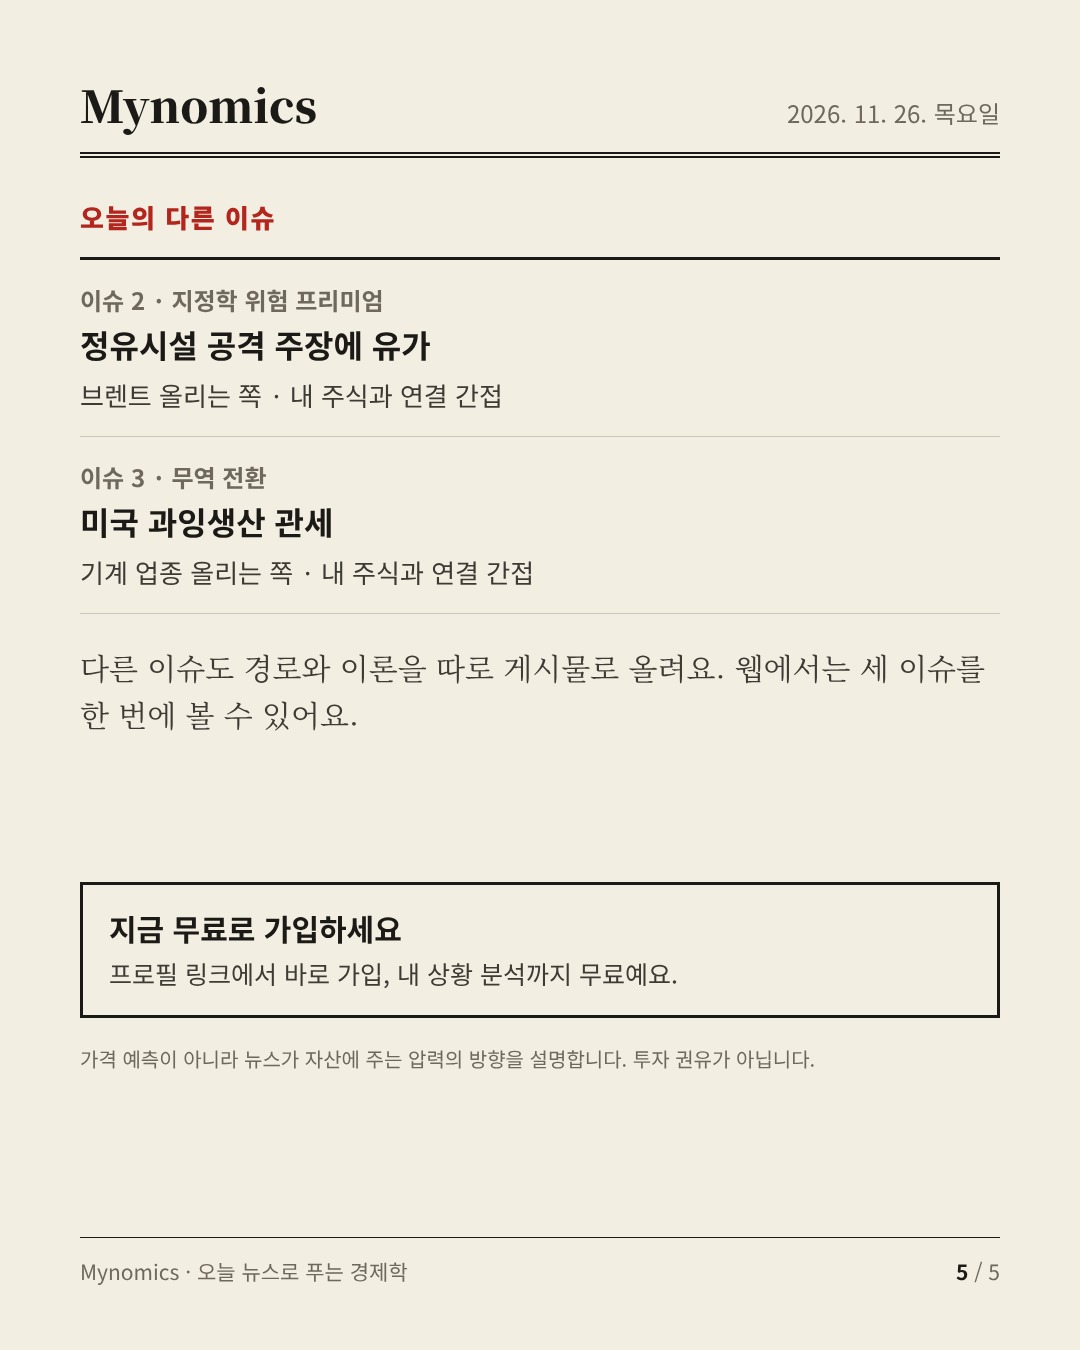 Mynomics
2026. 11. 26. 목요일
오늘의 다른 이슈
이슈 2 · 지정학 위험 프리미엄
정유시설 공격 주장에 유가
브렌트 올리는 쪽 · 내 주식과 연결 간접
이슈 3 · 무역 전환
미국 과잉생산 관세
기계 업종 올리는 쪽 · 내 주식과 연결 간접
다른 이슈도 경로와 이론을 따로 게시물로 올려요. 웹에서는 세 이슈를
한 번에 볼 수 있어요.
지금 무료로 가입하세요
프로필 링크에서 바로 가입, 내 상황 분석까지 무료예요.
가격 예측이 아니라 뉴스가 자산에 주는 압력의 방향을 설명합니다. 투자 권유가 아닙니다.
Mynomics · 오늘 뉴스로 푸는 경제학
5 / 5